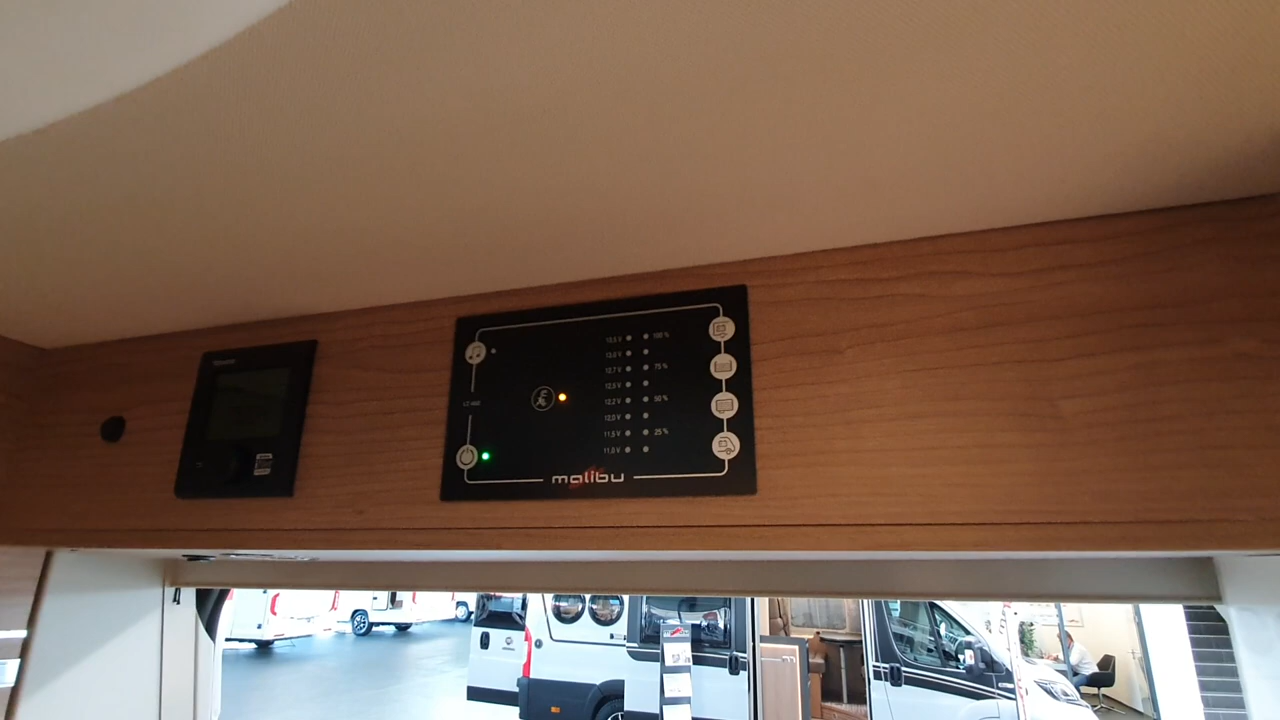 13,5 V 100 %
13,0 V
12,7 V 75 %
12,5 V
12,2 V 50 %
12,0 V
11,5 V 25 %
11,0 V
malibu